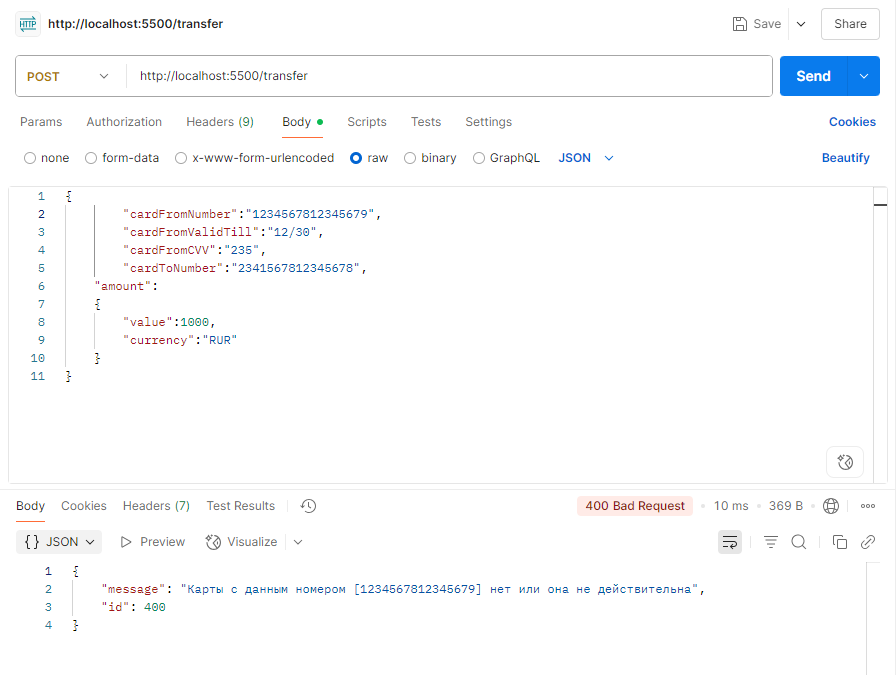 HTTP http://localhost:5500/transfer Save Share
POST http://localhost:5500/transfer Send
Params Authorization Headers (9) Body Scripts Tests Settings Cookies
none form-data x-www-form-urlencoded raw binary GraphQL JSON Beautify
1 {
2 "cardFromNumber":"1234567812345679",
3 "cardFromValidTill":"12/30",
4 "cardFromCVV":"235",
5 "cardToNumber":"2341567812345678",
6 "amount":
7 {
8 "value":1000,
9 "currency":"RUR"
10 }
11 }
Body Cookies Headers (7) Test Results 400 Bad Request 10 ms 369 B
{} JSON Preview Visualize
1 {
2 "message": "Карты с данным номером [1234567812345679] нет или она не действительна",
3 "id": 400
4 }